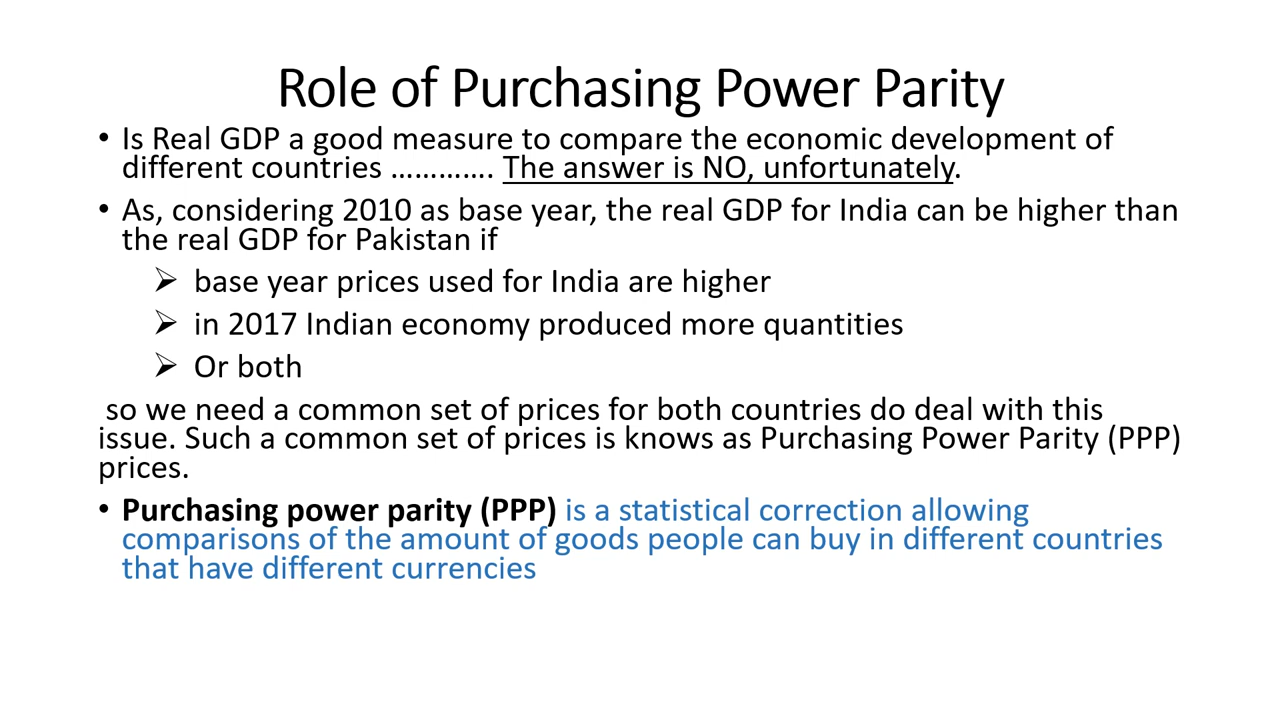 Role of Purchasing Power Parity
• Is Real GDP a good measure to compare the economic development of
different countries …………. The answer is NO, unfortunately.
• As, considering 2010 as base year, the real GDP for India can be higher than
the real GDP for Pakistan if
➢ base year prices used for India are higher
➢ in 2017 Indian economy produced more quantities
➢ Or both
so we need a common set of prices for both countries do deal with this
issue. Such a common set of prices is knows as Purchasing Power Parity (PPP)
prices.
• Purchasing power parity (PPP) is a statistical correction allowing
comparisons of the amount of goods people can buy in different countries
that have different currencies